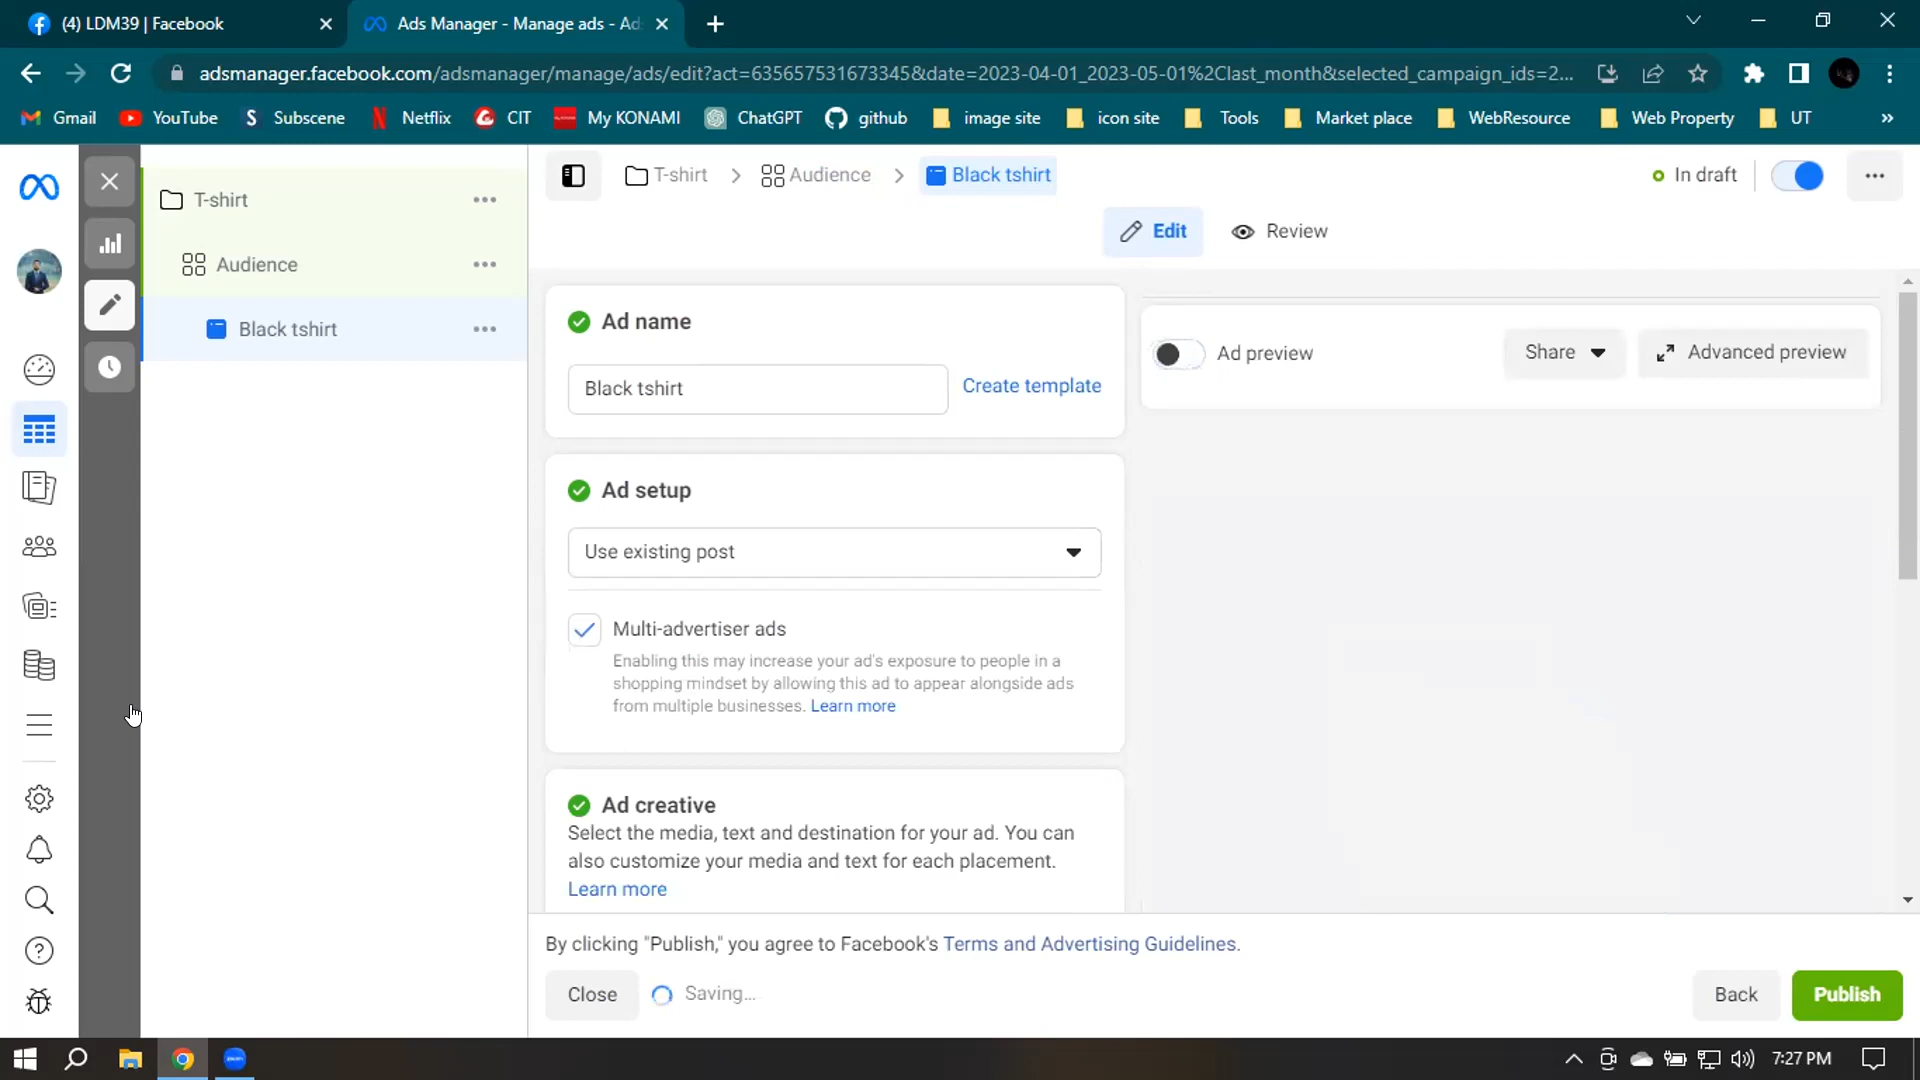 (4) LDM39 | Facebook
Ads Manager - Manage ads - Ad
adsmanager.facebook.com/adsmanager/manage/ads/edit?act=635657531673345&date=2023-04-01_2023-05-01%2Clast_month&selected_campaign_ids=2...
Gmail YouTube Subscene Netflix CIT My KONAMI ChatGPT github image site icon site Tools Market place WebResource Web Property UT »
T-shirt
Audience
Black tshirt
T-shirt > Audience > Black tshirt
In draft
Edit Review
Ad name
Black tshirt
Create template
Ad preview Share Advanced preview
Ad setup
Use existing post
Multi-advertiser ads
Enabling this may increase your ad's exposure to people in a
shopping mindset by allowing this ad to appear alongside ads
from multiple businesses. Learn more
Ad creative
Select the media, text and destination for your ad. You can
also customize your media and text for each placement.
Learn more
By clicking "Publish," you agree to Facebook's Terms and Advertising Guidelines.
Close Saving... Back Publish
7:27 PM